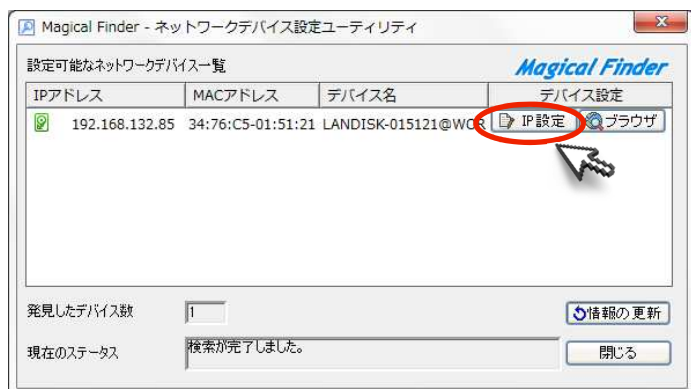 Magical Finder - ネットワークデバイス設定ユーティリティ
設定可能なネットワークデバイス一覧
Magical Finder
IPアドレス MACアドレス デバイス名 デバイス設定
192.168.132.85 34:76:C5-01:51:21 LANDISK-015121@WOR IP設定 ブラウザ
発見したデバイス数 1 情報の更新
現在のステータス 検索が完了しました。 閉じる